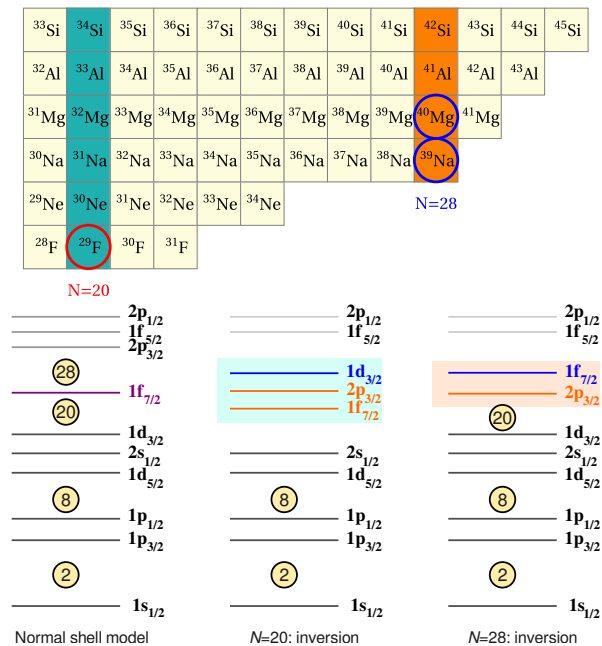 33Si 34Si 35Si 36Si 37Si 38Si 39Si 40Si 41Si 42Si 43Si 44Si 45Si
32Al 33Al 34Al 35Al 36Al 37Al 38Al 39Al 40Al 41Al 42Al 43Al
31Mg 32Mg 33Mg 34Mg 35Mg 36Mg 37Mg 38Mg 39Mg 40Mg 41Mg
30Na 31Na 32Na 33Na 34Na 35Na 36Na 37Na 38Na 39Na
29Ne 30Ne 31Ne 32Ne 33Ne 34Ne
N=28
28F 29F 30F 31F
N=20
2p1/2
1f5/2
2p3/2
28
1f7/2
20
1d3/2
2s1/2
1d5/2
8
1p1/2
1p3/2
2
1s1/2
Normal shell model
2p1/2
1f5/2
1d3/2
2p3/2
1f7/2
2s1/2
1d5/2
8
1p1/2
1p3/2
2
1s1/2
N=20: inversion
2p1/2
1f5/2
1f7/2
2p3/2
20
1d3/2
2s1/2
1d5/2
8
1p1/2
1p3/2
2
1s1/2
N=28: inversion